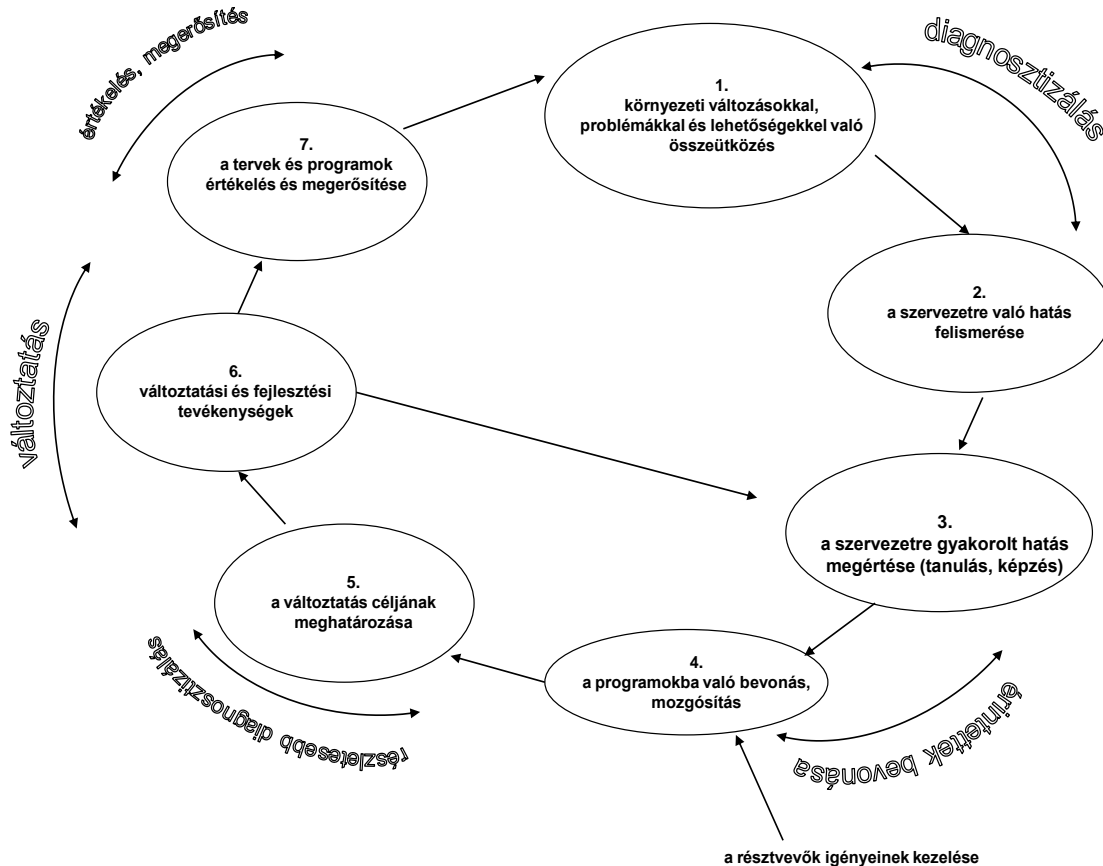 értékelés, megerősítés
diagnosztizálás
1.
környezeti változásokkal,
problémákkal és lehetőségekkel való
összeütközés
7.
a tervek és programok
értékelés és megerősítése
2.
a szervezetre való hatás
felismerése
változtatás
6.
változtatási és fejlesztési
tevékenységek
3.
a szervezetre gyakorolt hatás
megértése (tanulás, képzés)
5.
a változtatás céljának
meghatározása
4.
a programokba való bevonás,
mozgósítás
részletesebb diagnosztizálás
érintettek bevonása
a résztvevők igényeinek kezelése